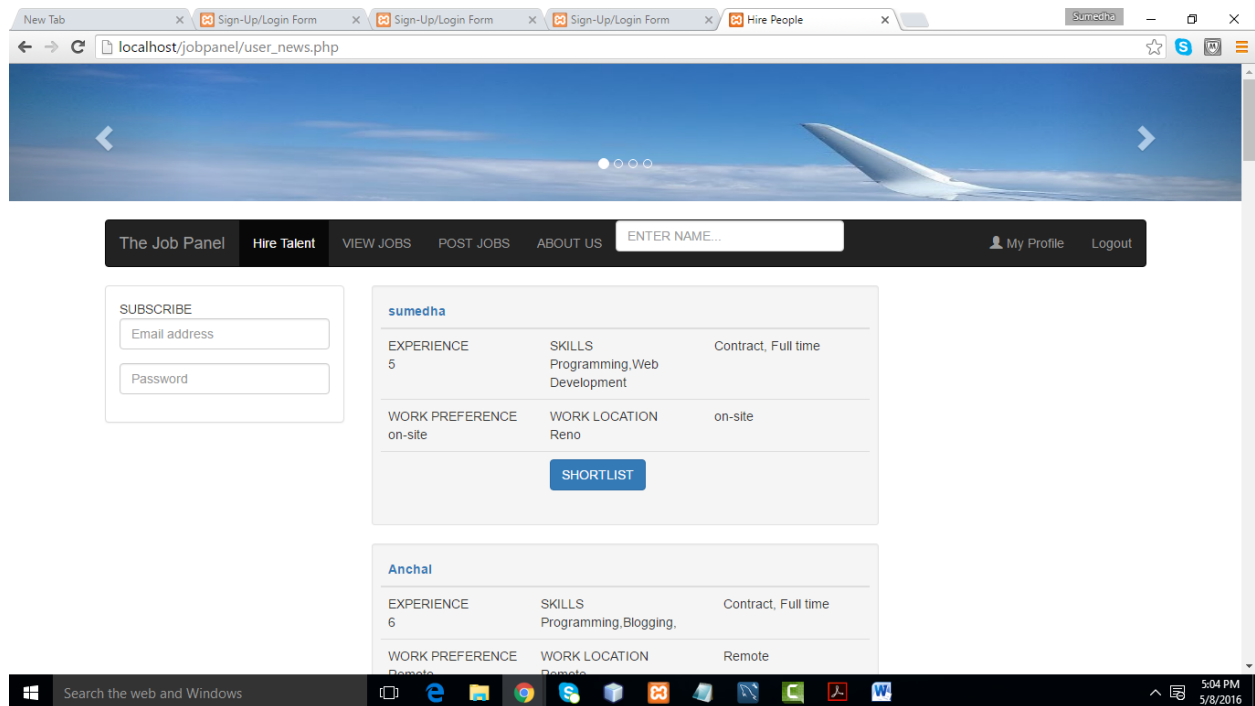 New Tab Sign-Up/Login Form Sign-Up/Login Form Sign-Up/Login Form Hire People Sumedha
localhost/jobpanel/user_news.php
The Job Panel Hire Talent VIEW JOBS POST JOBS ABOUT US ENTER NAME... My Profile Logout
SUBSCRIBE
Email address
Password
sumedha
EXPERIENCE SKILLS Contract, Full time
5 Programming,Web
Development
WORK PREFERENCE WORK LOCATION on-site
on-site Reno
SHORTLIST
Anchal
EXPERIENCE SKILLS Contract, Full time
6 Programming,Blogging,
WORK PREFERENCE WORK LOCATION Remote
Remote Remote
Search the web and Windows
5:04 PM
5/8/2016